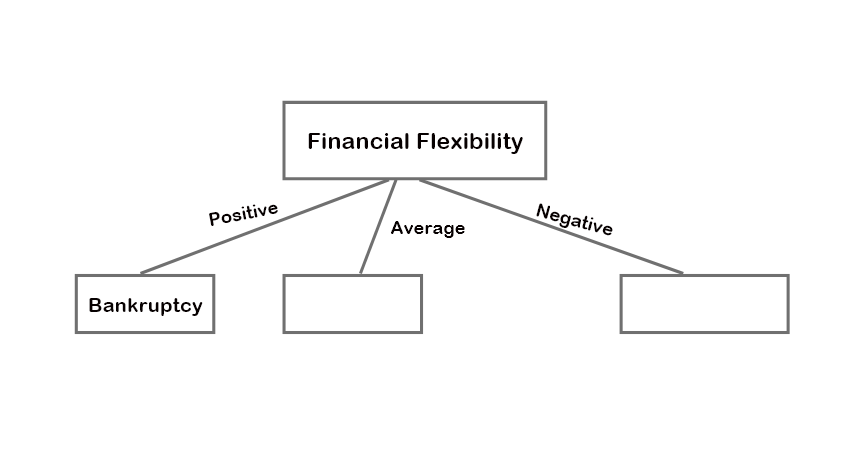 Financial Flexibility
Positive
Average
Negative
Bankruptcy